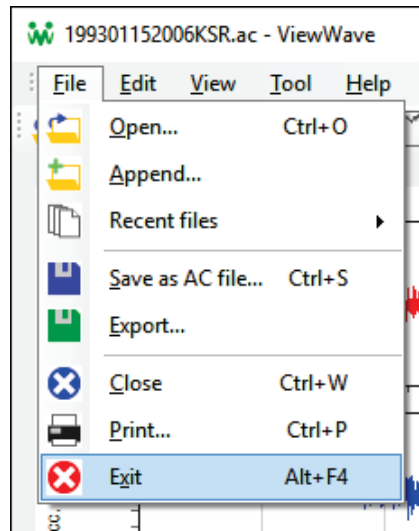 199301152006KSR.ac - ViewWave
File Edit View Tool Help
Open... Ctrl+O
Append...
Recent files
Save as AC file... Ctrl+S
Export...
Close Ctrl+W
Print... Ctrl+P
Exit Alt+F4